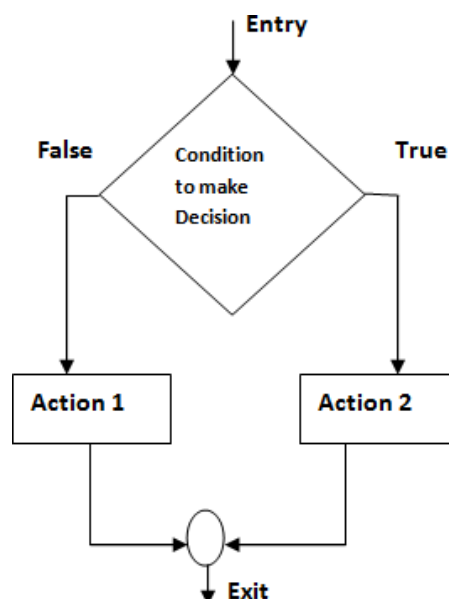 Entry
False
True
Condition
to make
Decision
Action 1
Action 2
Exit